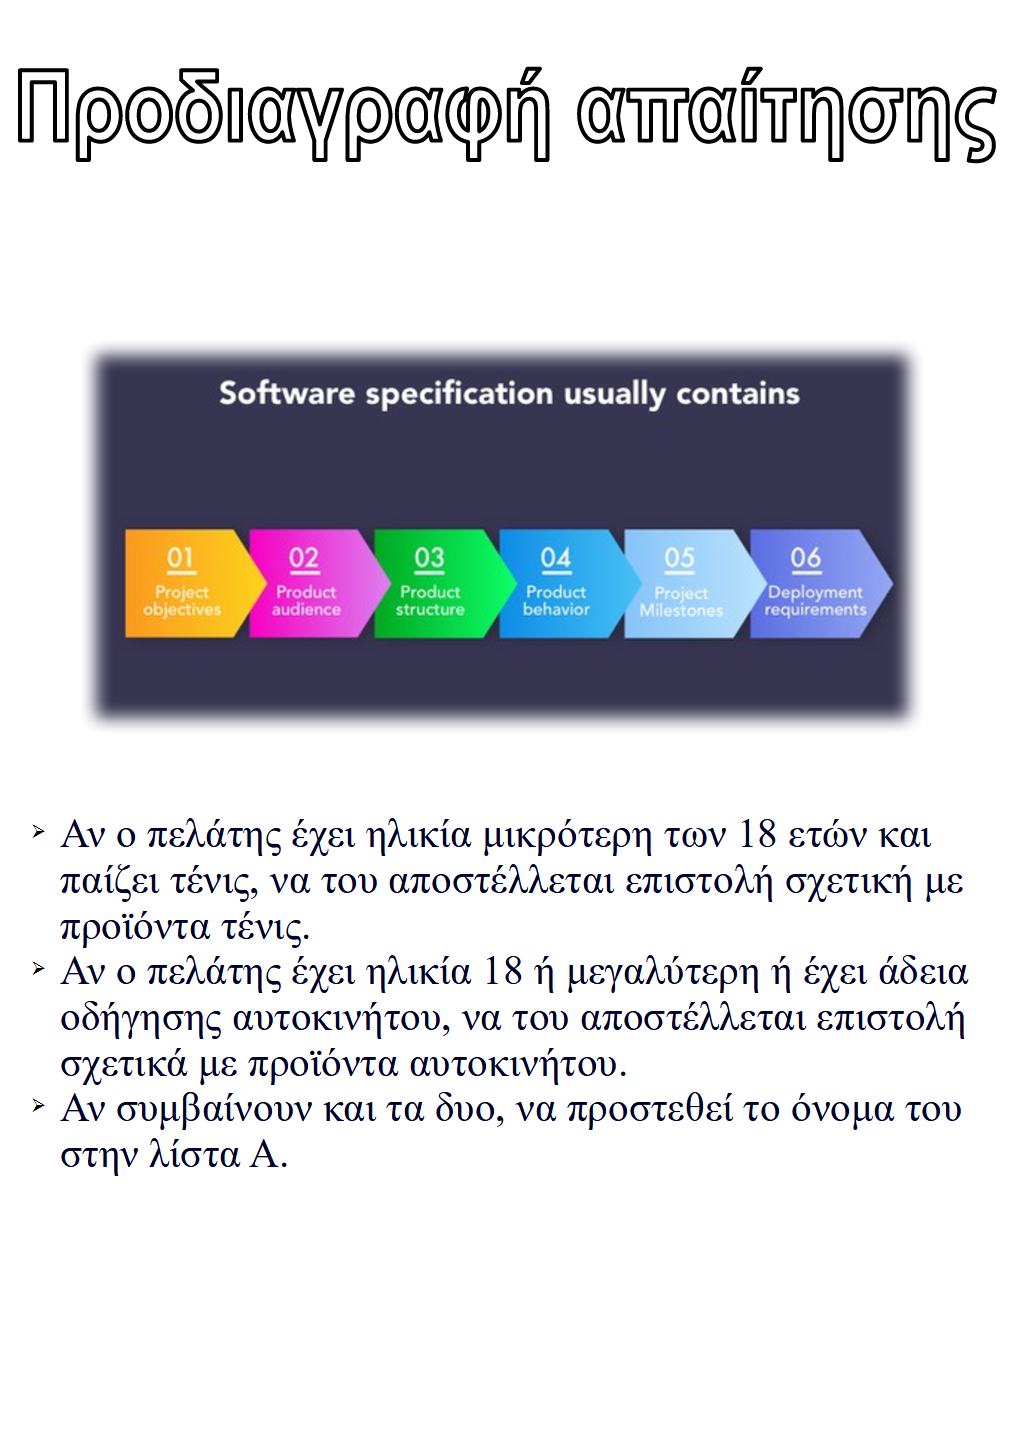 Προδιαγραφή απαίτησης
Software specification usually contains
01
Project
objectives
02
Product
audience
03
Product
structure
04
Product
behavior
05
Project
Milestones
06
Deployment
requirements
➢ Αν ο πελάτης έχει ηλικία μικρότερη των 18 ετών και
παίζει τένις, να του αποστέλλεται επιστολή σχετική με
προϊόντα τένις.
➢ Αν ο πελάτης έχει ηλικία 18 ή μεγαλύτερη ή έχει άδεια
οδήγησης αυτοκινήτου, να του αποστέλλεται επιστολή
σχετικά με προϊόντα αυτοκινήτου.
➢ Αν συμβαίνουν και τα δυο, να προστεθεί το όνομα του
στην λίστα Α.